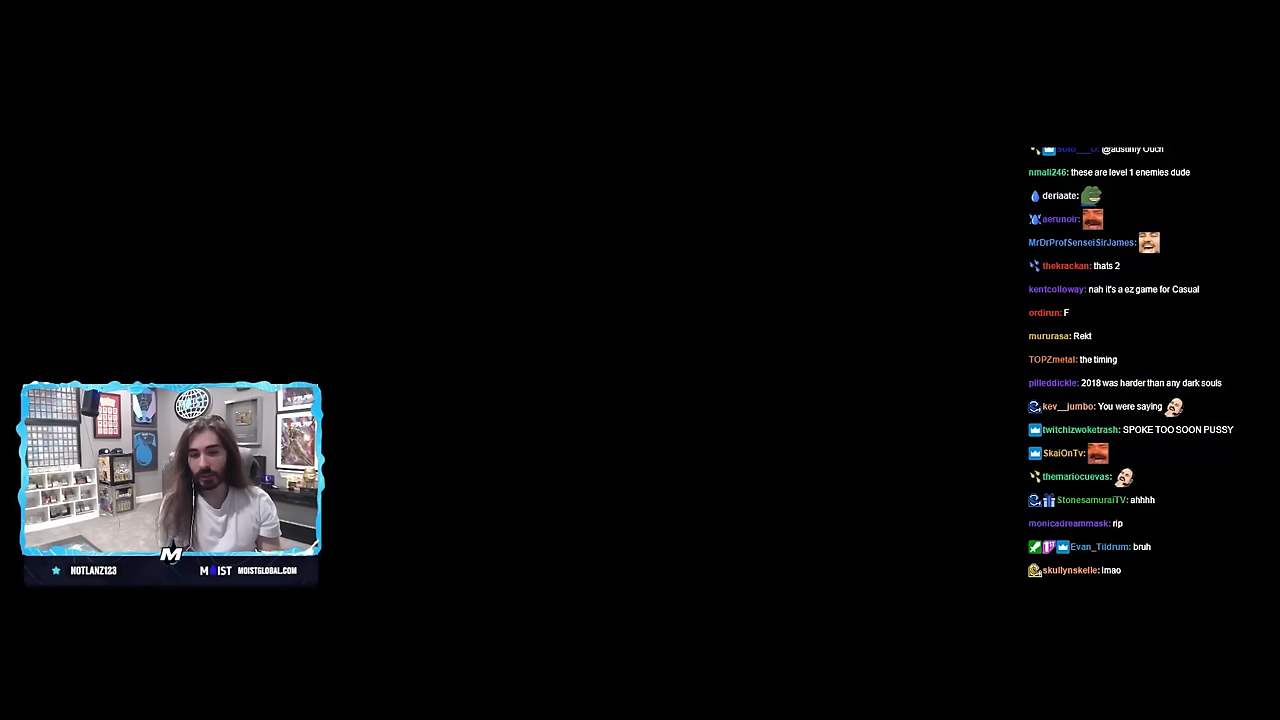 @austimy Ouch
nmali246: these are level 1 enemies dude
deriaate:
aerunoir:
MrDrProfSenseiSirJames:
thekrackan: thats 2
kentcolloway: nah it's a ez game for Casual
ordirun: F
mururasa: Rekt
TOPZmetal: the timing
pilleddickle: 2018 was harder than any dark souls
kev__jumbo: You were saying
twitchizwoketrash: SPOKE TOO SOON PUSSY
SkaiOnTv:
themariocuevas:
StonesamuraiTV: ahhhh
monicadreammask: rip
Evan_Tildrum: bruh
skullynskelle: lmao
M
NOTLANZ123
MOIST MOISTGLOBAL.COM